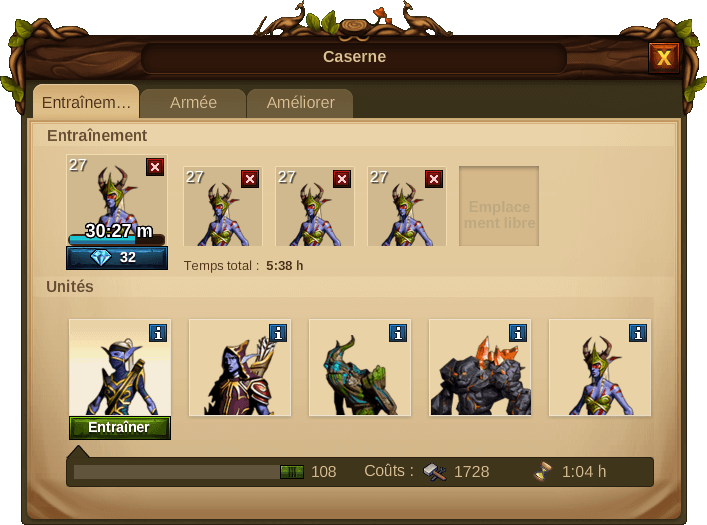 Caserne
X
Entraînem…
Armée
Améliorer
Entraînement
27
30:27 m
32
27
27
27
Emplace
ment libre
Temps total : 5:38 h
Unités
Entraîner
108
Coûts : 1728
1:04 h